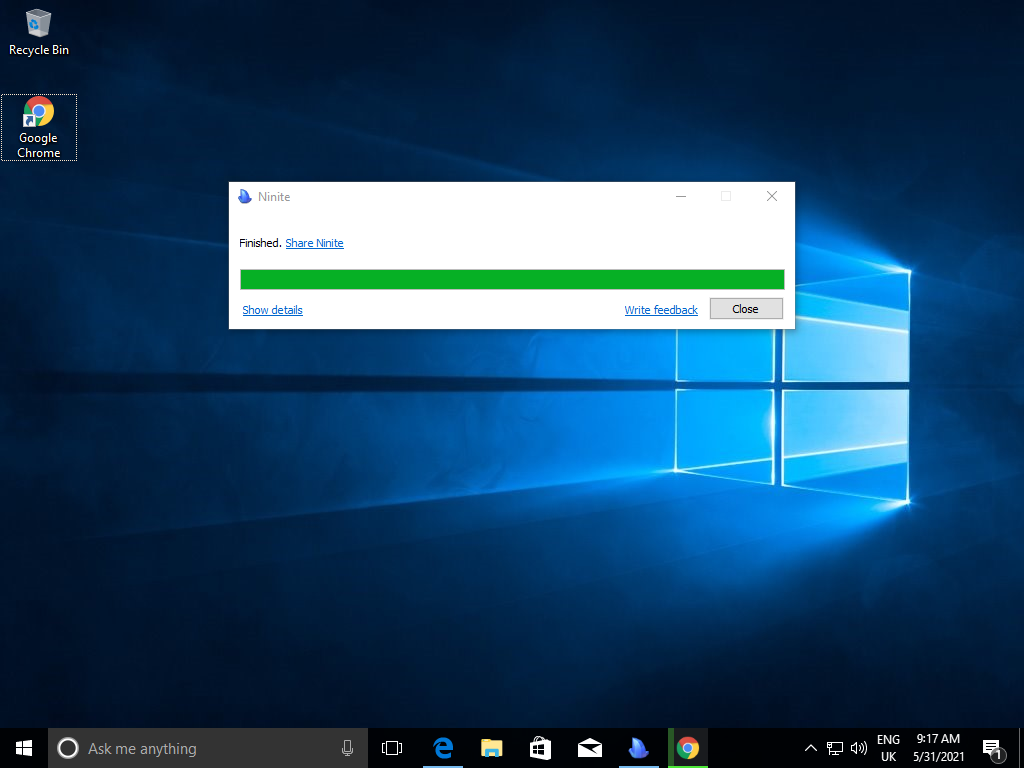 Recycle Bin
Google
Chrome
Ninite
Finished. Share Ninite
Show details
Write feedback
Close
Ask me anything
ENG
UK
9:17 AM
5/31/2021
1